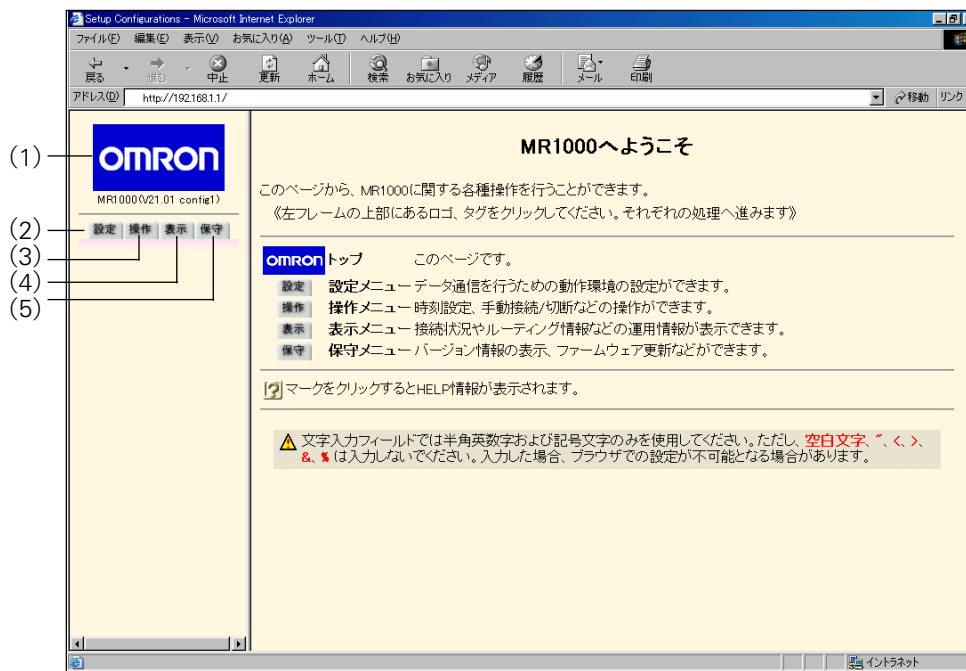 Setup Configurations - Microsoft Internet Explorer
ファイル(F) 編集(E) 表示(V) お気に入り(A) ツール(T) ヘルプ(H)
戻る 進む 中止 更新 ホーム 検索 お気に入り メディア 履歴 メール 印刷
アドレス(D) http://192.168.1.1/ 移動 リンク
(1)
OMRON
MR1000(V21.01 config1)
(2)
設定 操作 表示 保守
(3)
(4)
(5)
MR1000へようこそ
このページから、MR1000に関する各種操作を行うことができます。
《左フレームの上部にあるロゴ、タグをクリックしてください。それぞれの処理へ進みます》
OMRON トップ このページです。
設定 設定メニュー データ通信を行うための動作環境の設定ができます。
操作 操作メニュー 時刻設定、手動接続/切断などの操作ができます。
表示 表示メニュー 接続状況やルーティング情報などの運用情報が表示できます。
保守 保守メニュー バージョン情報の表示、ファームウェア更新などができます。
? マークをクリックするとHELP情報が表示されます。
文字入力フィールドでは半角英数字および記号文字のみを使用してください。ただし、空白文字、"、<、>、
&、% は入力しないでください。入力した場合、ブラウザでの設定が不可能となる場合があります。
イントラネット